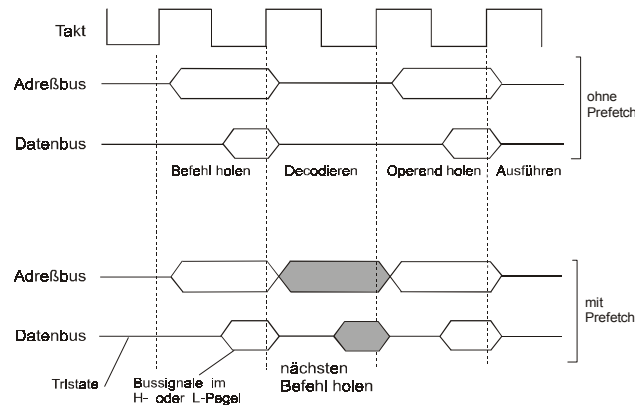 Takt
Adreßbus
ohne
Prefetch
Datenbus
Befehl holen
Decodieren
Operand holen
Ausführen
Adreßbus
mit
Prefetch
Datenbus
Tristate
Bussignale im
H- oder L-Pegel
nächsten
Befehl holen